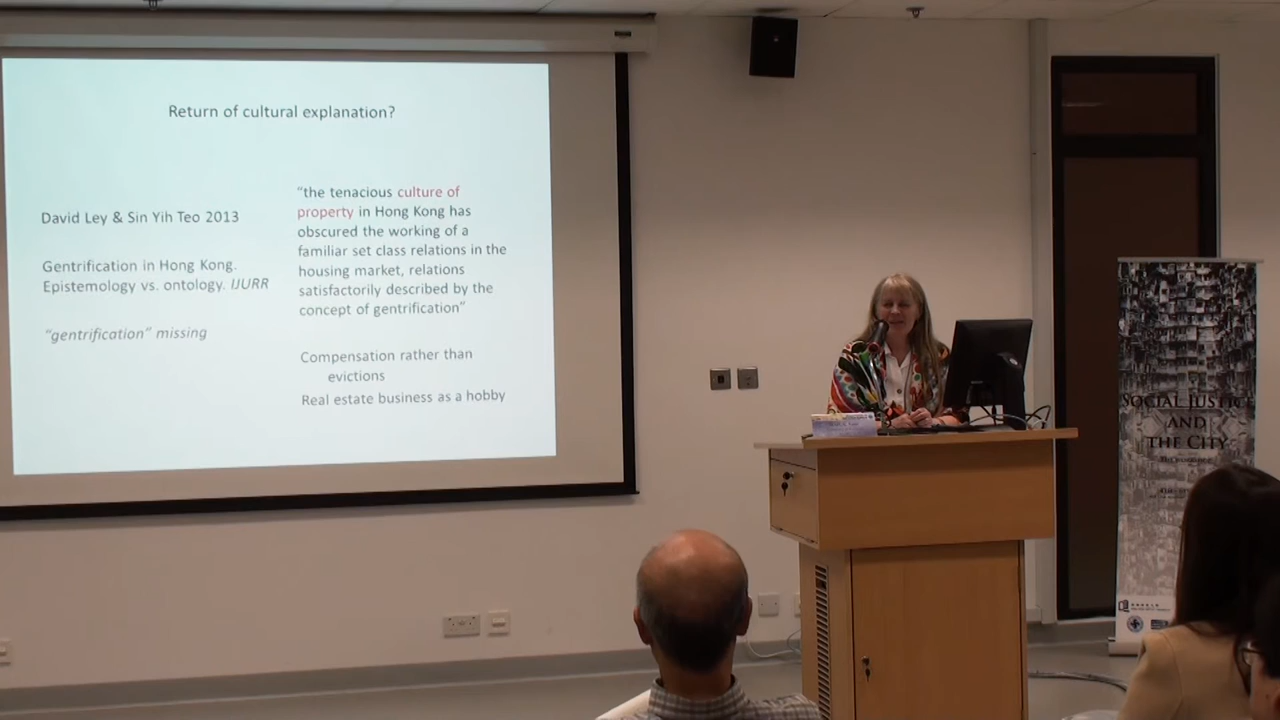 Return of cultural explanation?
David Ley & Sin Yih Teo 2013
Gentrification in Hong Kong.
Epistemology vs. ontology. IJURR
"gentrification" missing
"the tenacious culture of
property in Hong Kong has
obscured the working of a
familiar set class relations in the
housing market, relations
satisfactorily described by the
concept of gentrification"
Compensation rather than
evictions
Real estate business as a hobby
Social Justice
and
the City